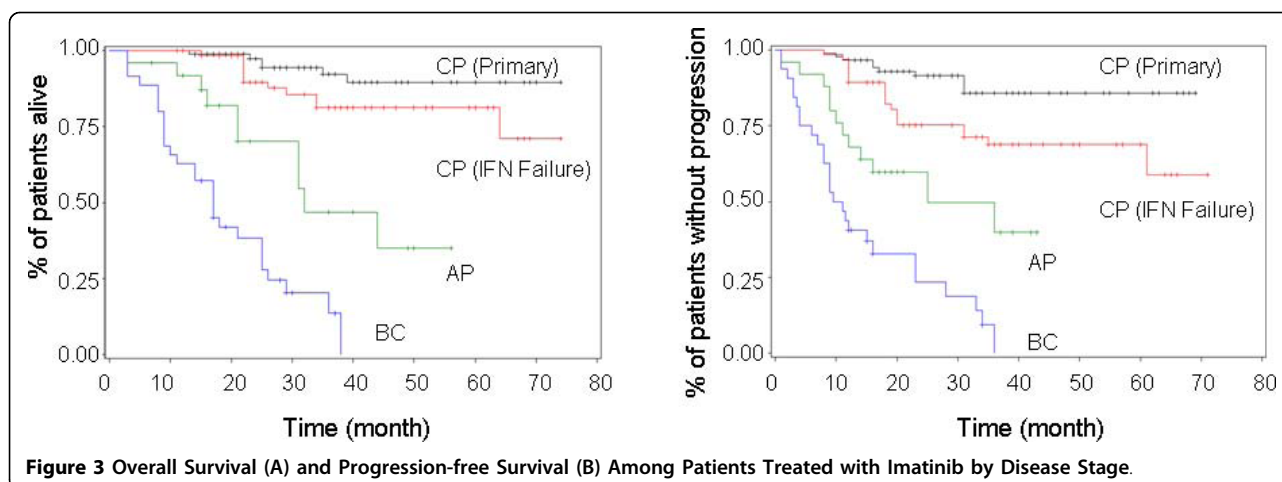 % of patients alive
1.00
0.75
0.50
0.25
0.00
CP (Primary)
CP (IFN Failure)
AP
BC
0 10 20 30 40 50 60 70 80
Time (month)
% of patients without progression
1.00
0.75
0.50
0.25
0.00
CP (Primary)
CP (IFN Failure)
AP
BC
0 10 20 30 40 50 60 70 80
Time (month)
Figure 3 Overall Survival (A) and Progression-free Survival (B) Among Patients Treated with Imatinib by Disease Stage.